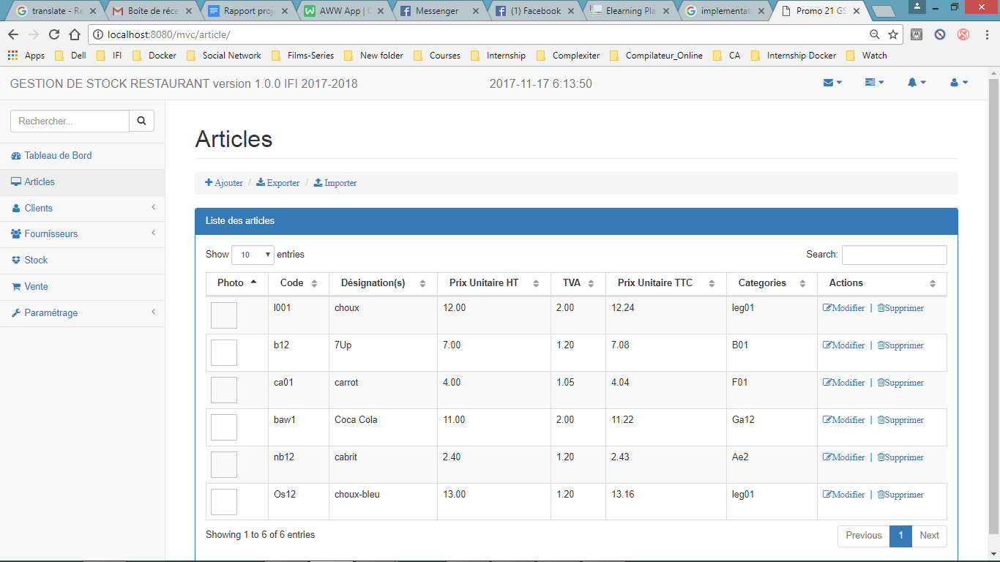 translate - Re
Boîte de réce
Rapport proj
AWW App | O
Messenger
(1) Facebook
Elearning Pla
implementati
Promo 21 GS
localhost:8080/mvc/article/
Apps Dell IFI Docker Social Network Films-Series New folder Courses Internship Complexiter Compilateur_Online CA Internship Docker Watch
GESTION DE STOCK RESTAURANT version 1.0.0 IFI 2017-2018
2017-11-17 6:13:50
Rechercher...
Tableau de Bord
Articles
Clients
Fournisseurs
Stock
Vente
Paramétrage
Articles
Ajouter / Exporter / Importer
Liste des articles
Show 10 entries
Search:
Photo Code Désignation(s) Prix Unitaire HT TVA Prix Unitaire TTC Categories Actions
l001 choux 12.00 2.00 12.24 leg01 Modifier | Supprimer
b12 7Up 7.00 1.20 7.08 B01 Modifier | Supprimer
ca01 carrot 4.00 1.05 4.04 F01 Modifier | Supprimer
baw1 Coca Cola 11.00 2.00 11.22 Ga12 Modifier | Supprimer
nb12 cabrit 2.40 1.20 2.43 Ae2 Modifier | Supprimer
Os12 choux-bleu 13.00 1.20 13.16 leg01 Modifier | Supprimer
Showing 1 to 6 of 6 entries
Previous 1 Next